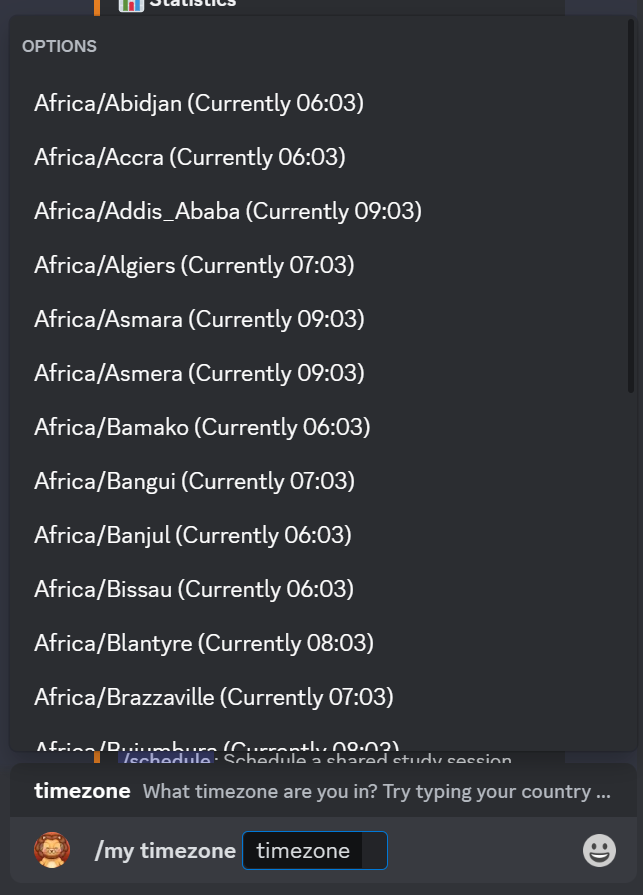 Statistics
OPTIONS
Africa/Abidjan (Currently 06:03)
Africa/Accra (Currently 06:03)
Africa/Addis_Ababa (Currently 09:03)
Africa/Algiers (Currently 07:03)
Africa/Asmara (Currently 09:03)
Africa/Asmera (Currently 09:03)
Africa/Bamako (Currently 06:03)
Africa/Bangui (Currently 07:03)
Africa/Banjul (Currently 06:03)
Africa/Bissau (Currently 06:03)
Africa/Blantyre (Currently 08:03)
Africa/Brazzaville (Currently 07:03)
Africa/Bujumbura (Currently 08:03)
/schedule: Schedule a shared study session
timezone What timezone are you in? Try typing your country ...
/my timezone timezone